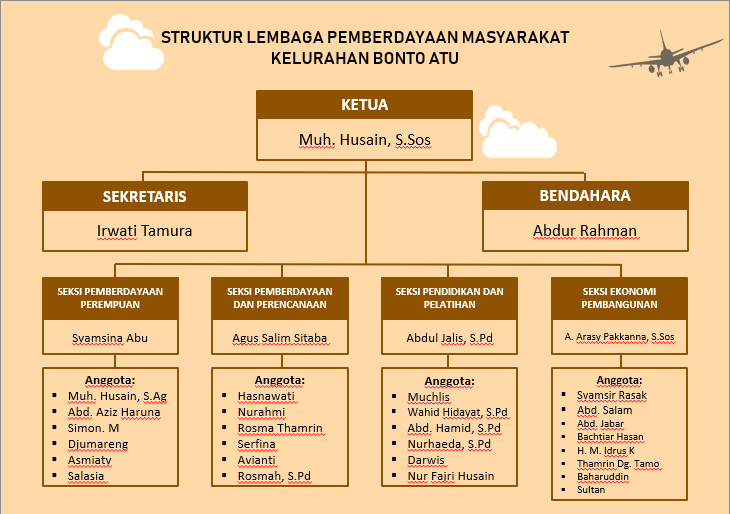 STRUKTUR LEMBAGA PEMBERDAYAAN MASYARAKAT
KELURAHAN BONTO ATU
KETUA
Muh. Husain, S.Sos
SEKRETARIS
Irwati Tamura
BENDAHARA
Abdur Rahman
SEKSI PEMBERDAYAAN
PEREMPUAN
Syamsina Abu
Anggota:
Muh. Husain, S.Ag
Abd. Aziz Haruna
Simon. M
Djumareng
Asmiaty
Salasia
SEKSI PEMBERDAYAAN
DAN PERENCANAAN
Agus Salim Sitaba
Anggota:
Hasnawati
Nurahmi
Rosma Thamrin
Serfina
Avianti
Rosmah, S.Pd
SEKSI PENDIDIKAN DAN
PELATIHAN
Abdul Jalis, S.Pd
Anggota:
Muchlis
Wahid Hidayat, S.Pd
Abd. Hamid, S.Pd
Nurhaeda, S.Pd
Darwis
Nur Fajri Husain
SEKSI EKONOMI
PEMBANGUNAN
A. Arasy Pakkanna, S.Sos
Anggota:
Syamsir Rasak
Abd. Salam
Abd. Jabar
Bachtiar Hasan
H. M. Idrus K
Thamrin Dg. Tamo
Baharuddin
Sultan